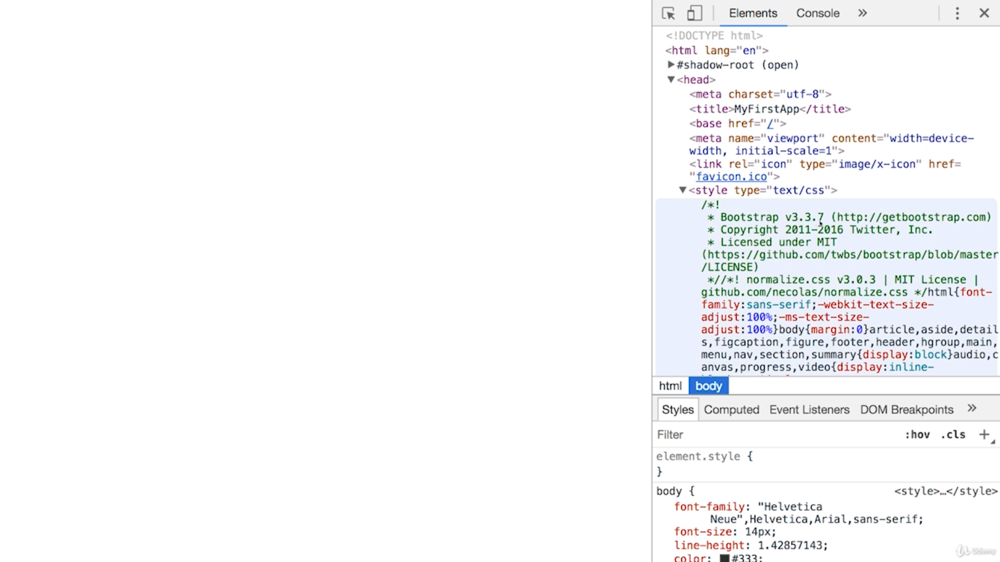 Elements Console »
<!DOCTYPE html>
<html lang="en">
▶#shadow-root (open)
▼<head>
<meta charset="utf-8">
<title>MyFirstApp</title>
<base href="/">
<meta name="viewport" content="width=device-
width, initial-scale=1">
<link rel="icon" type="image/x-icon" href=
"favicon.ico">
▼<style type="text/css">
/*!
* Bootstrap v3.3.7 (http://getbootstrap.com)
* Copyright 2011-2016 Twitter, Inc.
* Licensed under MIT
(https://github.com/twbs/bootstrap/blob/master
/LICENSE)
*//*! normalize.css v3.0.3 | MIT License |
github.com/necolas/normalize.css */html{font-
family:sans-serif;-webkit-text-size-
adjust:100%;-ms-text-size-
adjust:100%}body{margin:0}article,aside,detail
s,figcaption,figure,footer,header,hgroup,main,
menu,nav,section,summary{display:block}audio,c
anvas,progress,video{display:inline-
html body
Styles Computed Event Listeners DOM Breakpoints »
Filter :hov .cls +
element.style {
}
body { <style>…</style>
font-family: "Helvetica
Neue",Helvetica,Arial,sans-serif;
font-size: 14px;
line-height: 1.42857143;
color: #333;
Udemy